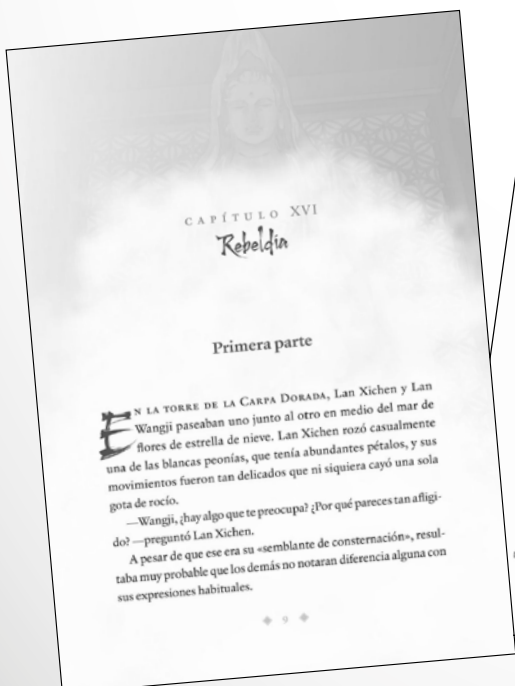 CAPÍTULO XVI
Rebeldía
Primera parte
EN LA TORRE DE LA CARPA DORADA, Lan Xichen y Lan
Wangji paseaban uno junto al otro en medio del mar de
flores de estrella de nieve. Lan Xichen rozó casualmente
una de las blancas peonías, que tenía abundantes pétalos, y sus
movimientos fueron tan delicados que ni siquiera cayó una sola
gota de rocío.
—Wangji, ¿hay algo que te preocupa? ¿Por qué pareces tan afligi-
do? —preguntó Lan Xichen.
A pesar de que ese era su «semblante de consternación», resul-
taba muy probable que los demás no notaran diferencia alguna con
sus expresiones habituales.
9